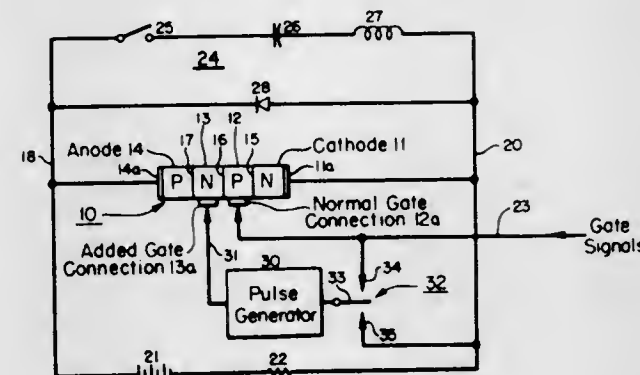 25
26
27
24
28
13
12
Anode 14
17
16
15
Cathode 11
18
14a
11a
20
P N P N
10
Normal Gate
Connection 12a
23
Added Gate
Connection 13a
31
Gate
Signals
30
34
32
Pulse
Generator
33
35
21
22